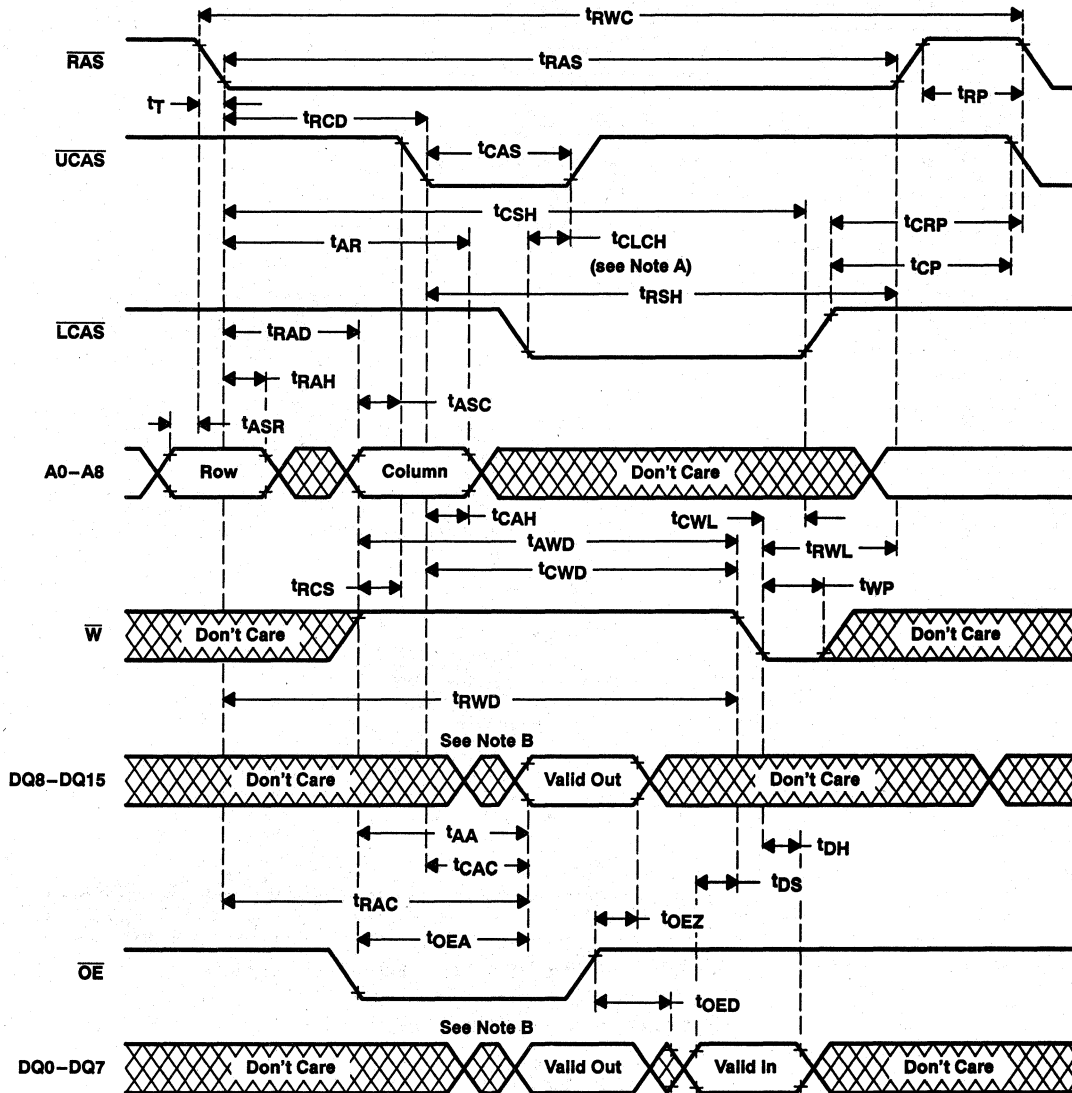 tRWC
RAS
tRAS
tRP
tT
tRCD
UCAS
tCAS
tCSH
tCRP
tAR
tCLCH
(see Note A)
tCP
tRSH
LCAS
tRAD
tRAH
tASC
tASR
A0–A8
Row
Column
Don't Care
tCAH
tCWL
tAWD
tRWL
tCWD
tRCS
tWP
W
Don't Care
Don't Care
tRWD
See Note B
DQ8–DQ15
Don't Care
Valid Out
Don't Care
tAA
tDH
tCAC
tDS
tRAC
tOEZ
tOEA
OE
tOED
See Note B
DQ0–DQ7
Don't Care
Valid Out
Valid In
Don't Care